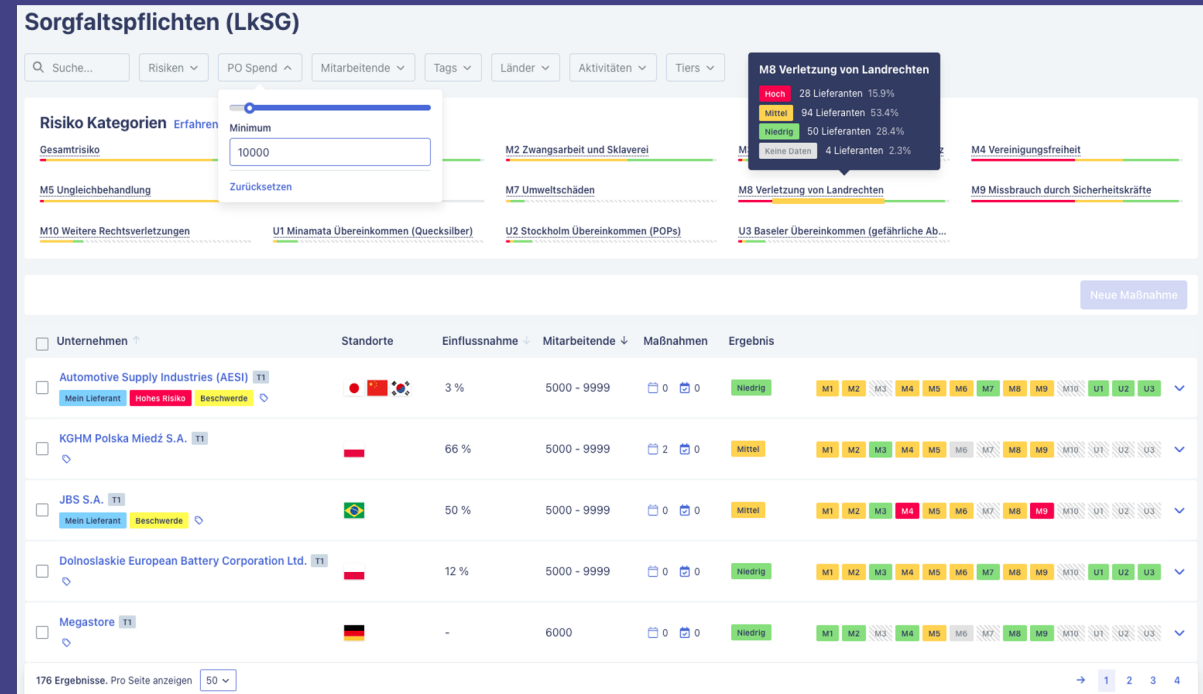 Sorgfaltspflichten (LkSG)
Suche... Risiken PO Spend Mitarbeitende Tags Länder Aktivitäten Tiers
M8 Verletzung von Landrechten
Hoch 28 Lieferanten 15.9%
Mittel 94 Lieferanten 53.4%
Niedrig 50 Lieferanten 28.4%
Keine Daten 4 Lieferanten 2.3%
Minimum
10000
Zurücksetzen
Risiko Kategorien Erfahren
Gesamtrisiko M2 Zwangsarbeit und Sklaverei M4 Vereinigungsfreiheit
M5 Ungleichbehandlung M7 Umweltschäden M8 Verletzung von Landrechten M9 Missbrauch durch Sicherheitskräfte
M10 Weitere Rechtsverletzungen U1 Minamata Übereinkommen (Quecksilber) U2 Stockholm Übereinkommen (POPs) U3 Baseler Übereinkommen (gefährliche Ab...
Neue Maßnahme
Unternehmen Standorte Einflussnahme Mitarbeitende Maßnahmen Ergebnis
Automotive Supply Industries (AESI) T1
Mein Lieferant Hohes Risiko Beschwerde
3 % 5000 - 9999 0 0 Niedrig M1 M2 M3 M4 M5 M6 M7 M8 M9 M10 U1 U2 U3
KGHM Polska Miedź S.A. T1
66 % 5000 - 9999 2 0 Mittel M1 M2 M3 M4 M5 M6 M7 M8 M9 M10 U1 U2 U3
JBS S.A. T1
Mein Lieferant Beschwerde
50 % 5000 - 9999 0 0 Mittel M1 M2 M3 M4 M5 M6 M7 M8 M9 M10 U1 U2 U3
Dolnoslaskie European Battery Corporation Ltd. T1
12 % 5000 - 9999 0 0 Niedrig M1 M2 M3 M4 M5 M6 M7 M8 M9 M10 U1 U2 U3
Megastore T1
- 6000 0 0 Niedrig M1 M2 M3 M4 M5 M6 M7 M8 M9 M10 U1 U2 U3
176 Ergebnisse. Pro Seite anzeigen 50 → 1 2 3 4